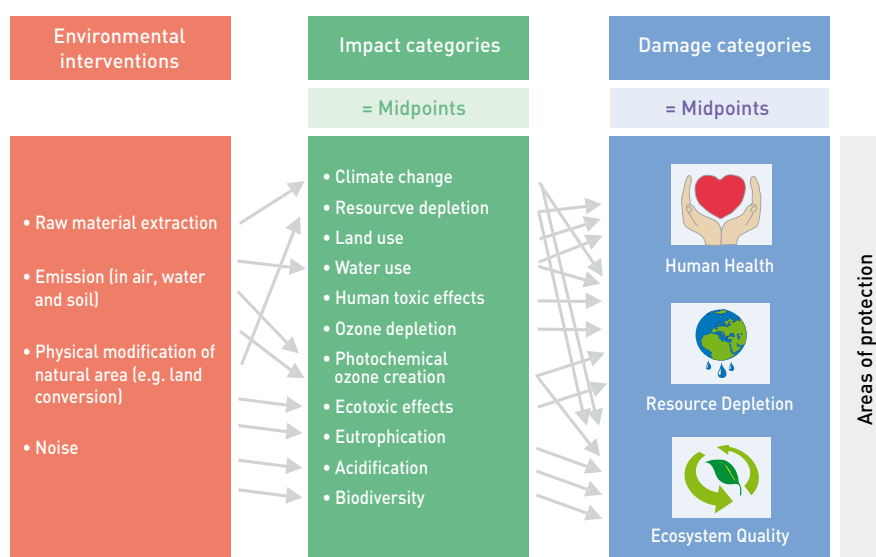 Environmental
interventions
Impact categories
Damage categories
= Midpoints
= Midpoints
• Raw material extraction
• Emission (in air, water
and soil)
• Physical modification of
natural area (e.g. land
conversion)
• Noise
• Climate change
• Resourcve depletion
• Land use
• Water use
• Human toxic effects
• Ozone depletion
• Photochemical
ozone creation
• Ecotoxic effects
• Eutrophication
• Acidification
• Biodiversity
Human Health
Resource Depletion
Ecosystem Quality
Areas of protection